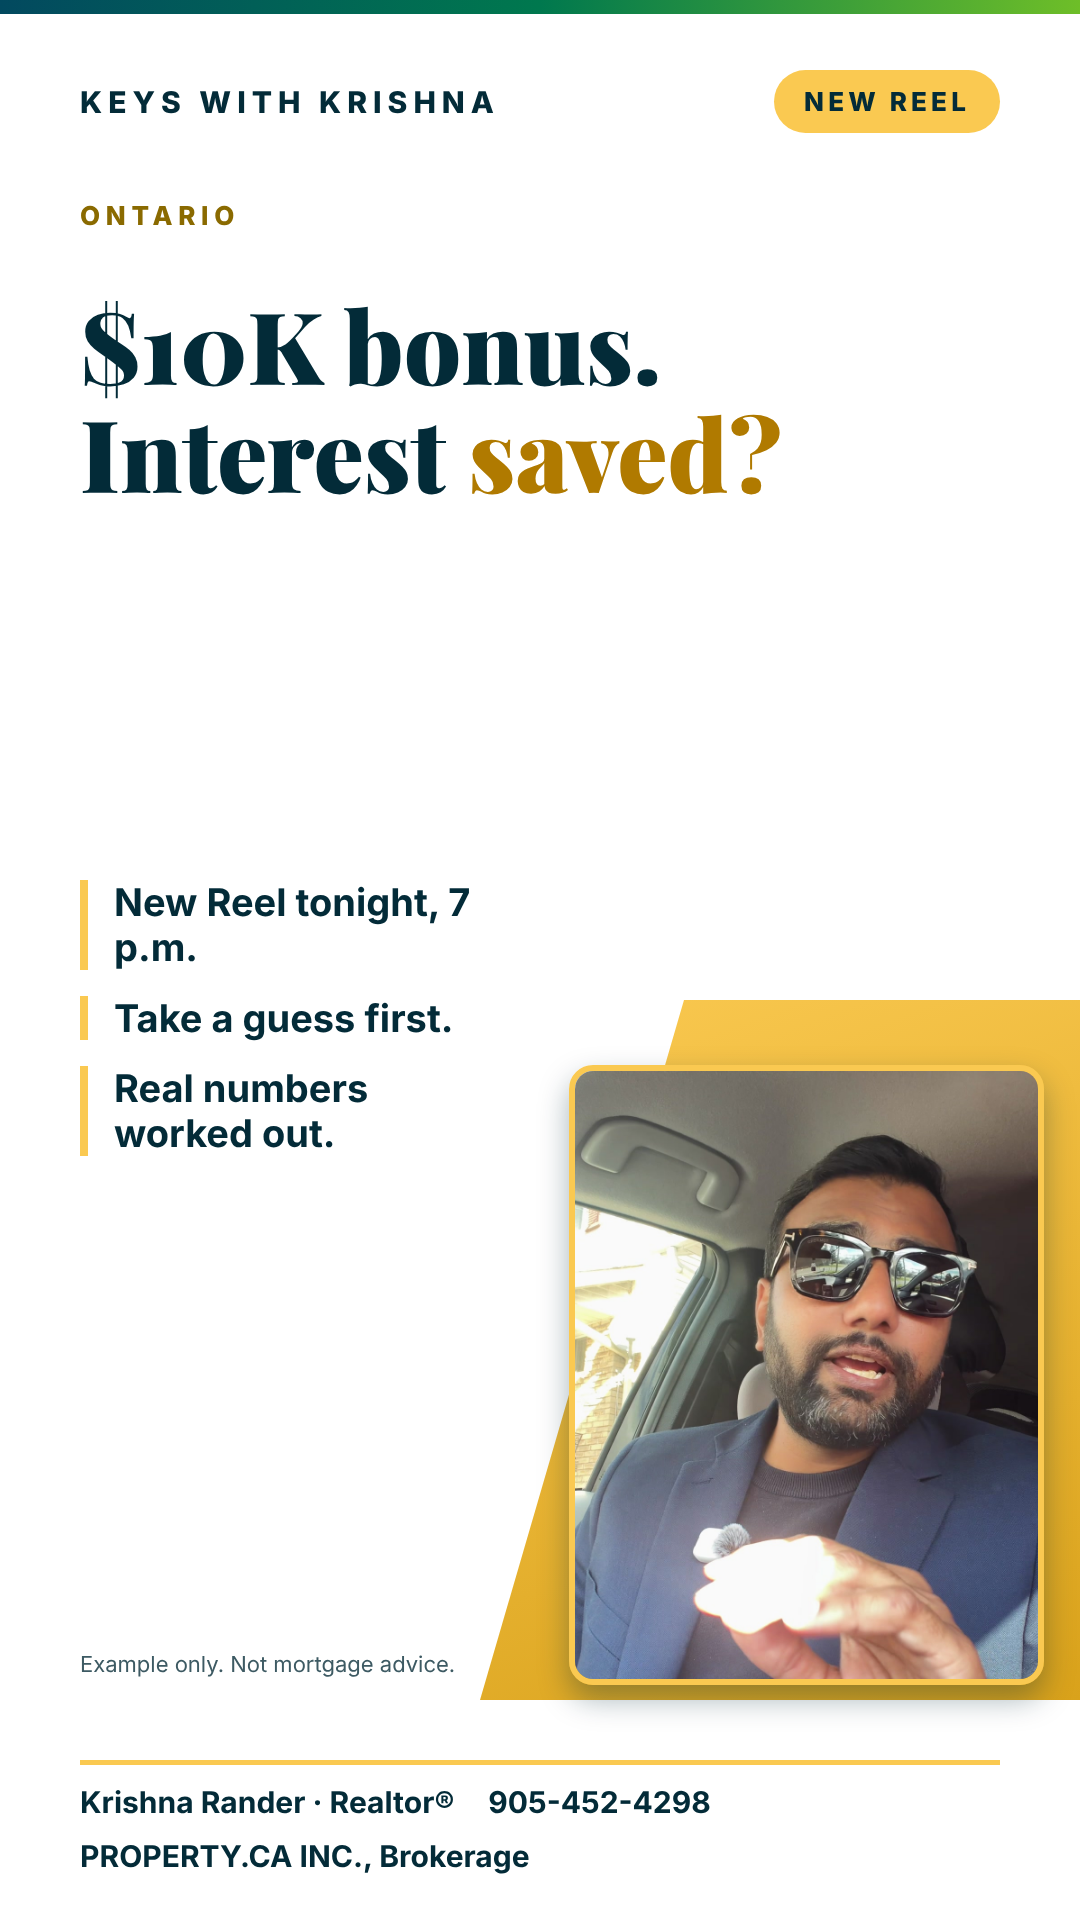 KEYS WITH KRISHNA
NEW REEL
ONTARIO
$10K bonus.
Interest saved?
New Reel tonight, 7
p.m.
Take a guess first.
Real numbers
worked out.
Example only. Not mortgage advice.
Krishna Rander · Realtor® 905-452-4298
PROPERTY.CA INC., Brokerage